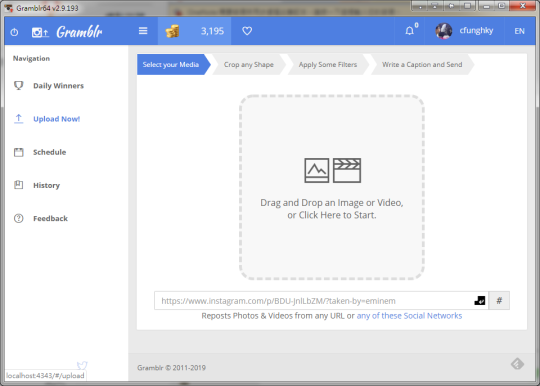 Gramblr64 v2.9.193
Gramblr
3,195
0
cfunghky
EN
Navigation
Daily Winners
Upload Now!
Schedule
History
Feedback
Select your Media
Crop any Shape
Apply Some Filters
Write a Caption and Send
Drag and Drop an Image or Video,
or Click Here to Start.
https://www.instagram.com/p/BDU-JnlLbZM/?taken-by=eminem
#
Reposts Photos & Videos from any URL or any of these Social Networks
localhost:4343/#/upload
Gramblr © 2011-2019